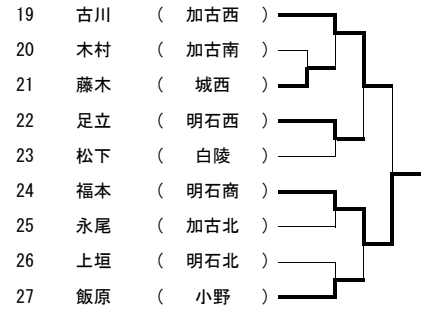 19 古川 ( 加古西 )
20 木村 ( 加古南 )
21 藤木 ( 城西 )
22 足立 ( 明石西 )
23 松下 ( 白陵 )
24 福本 ( 明石商 )
25 永尾 ( 加古北 )
26 上垣 ( 明石北 )
27 飯原 ( 小野 )